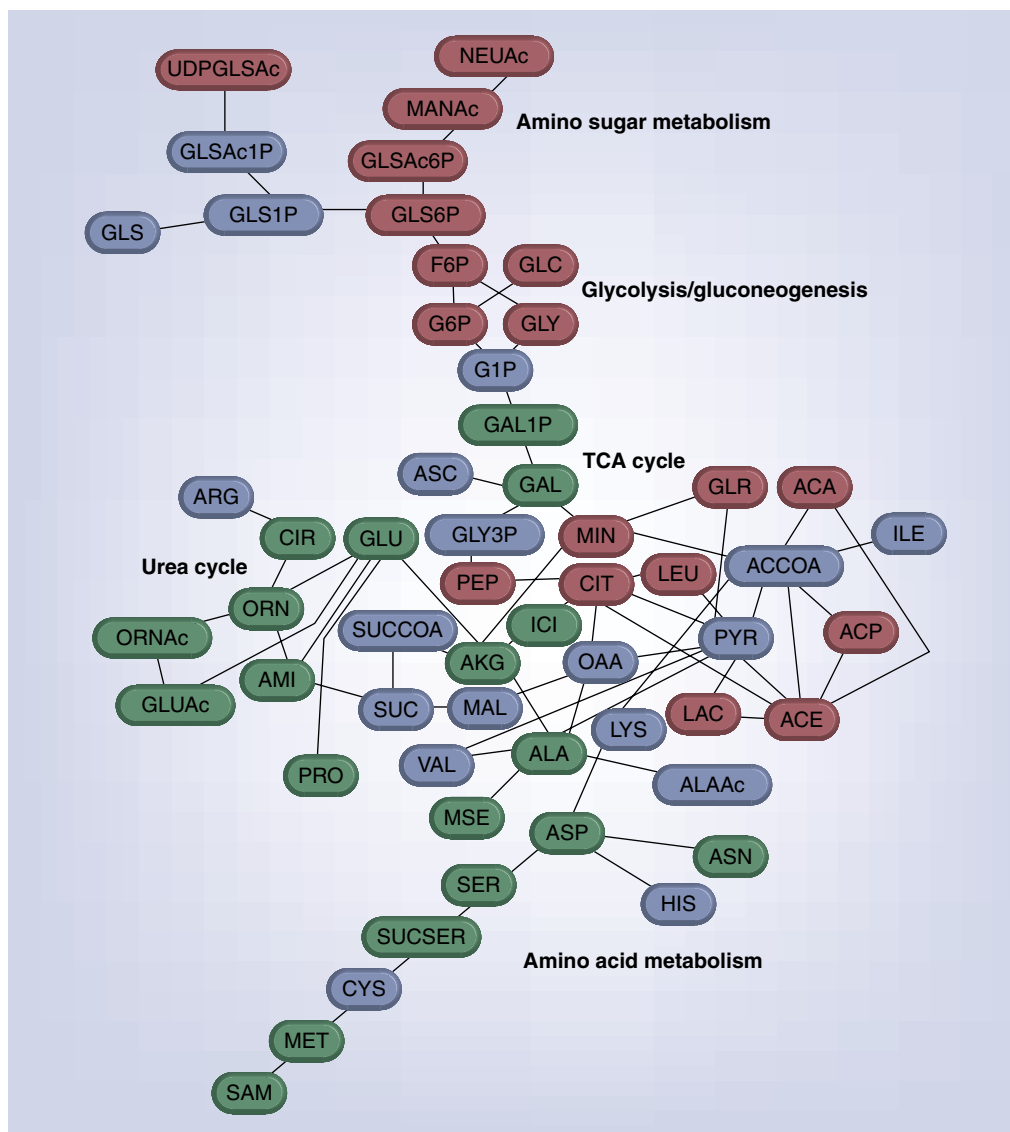 NEUAc
UDPGLSAc
MANAc
Amino sugar metabolism
GLSAc1P
GLSAc6P
GLS1P
GLS6P
GLS
F6P
GLC
Glycolysis/gluconeogenesis
G6P
GLY
G1P
GAL1P
TCA cycle
ASC
GAL
GLR
ACA
ARG
CIR
GLU
GLY3P
MIN
ILE
Urea cycle
ACCOA
PEP
CIT
LEU
ORN
ORNAc
SUCCOA
ICI
PYR
ACP
AKG
OAA
AMI
GLUAc
SUC
MAL
LAC
ACE
LYS
VAL
ALA
PRO
ALAAc
MSE
ASP
ASN
SER
HIS
SUCSER
Amino acid metabolism
CYS
MET
SAM